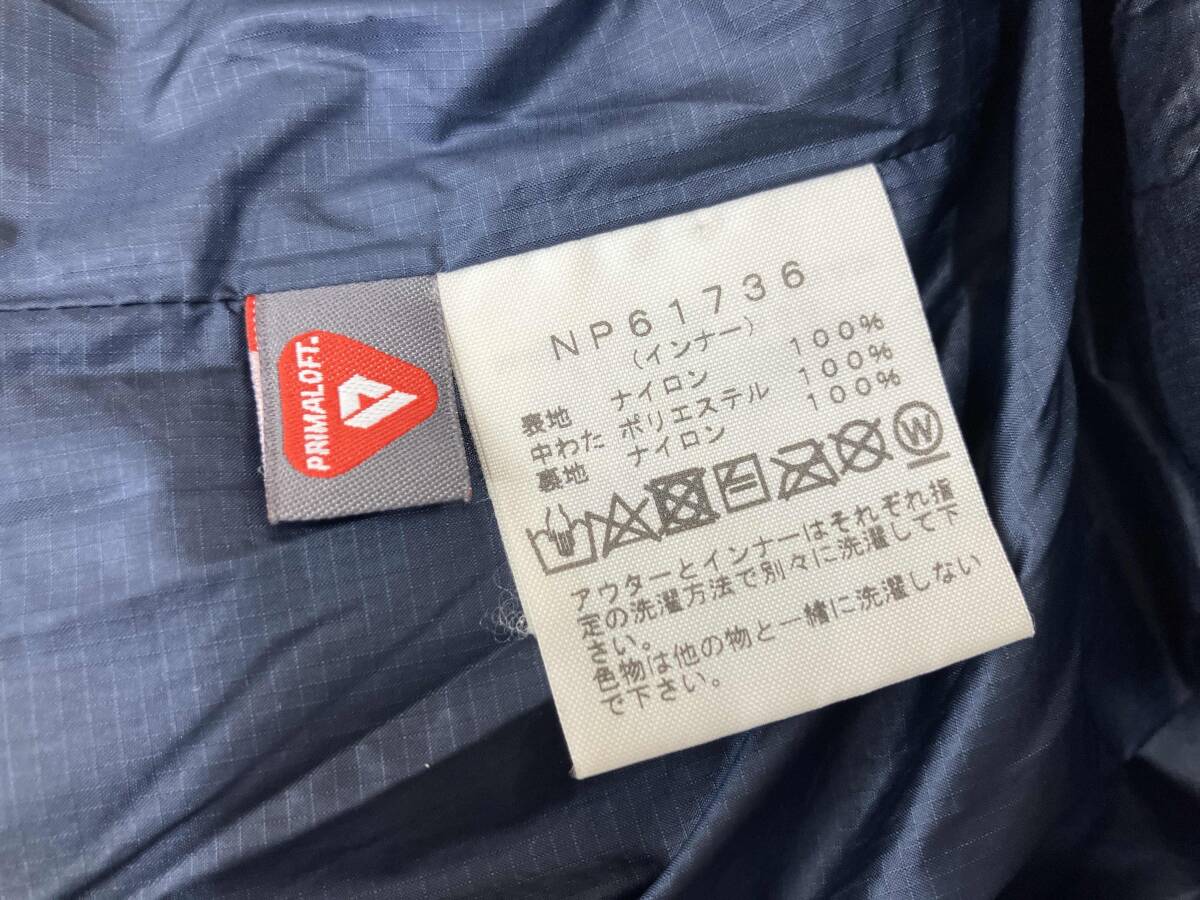 PRIMALOFT.
NP61736
(インナー)
表地 ナイロン 100%
中わた ポリエステル 100%
裏地 ナイロン 100%
W
アウターとインナーはそれぞれ指
定の洗濯方法で別々に洗濯して下
さい。
色物は他の物と一緒に洗濯しない
で下さい。